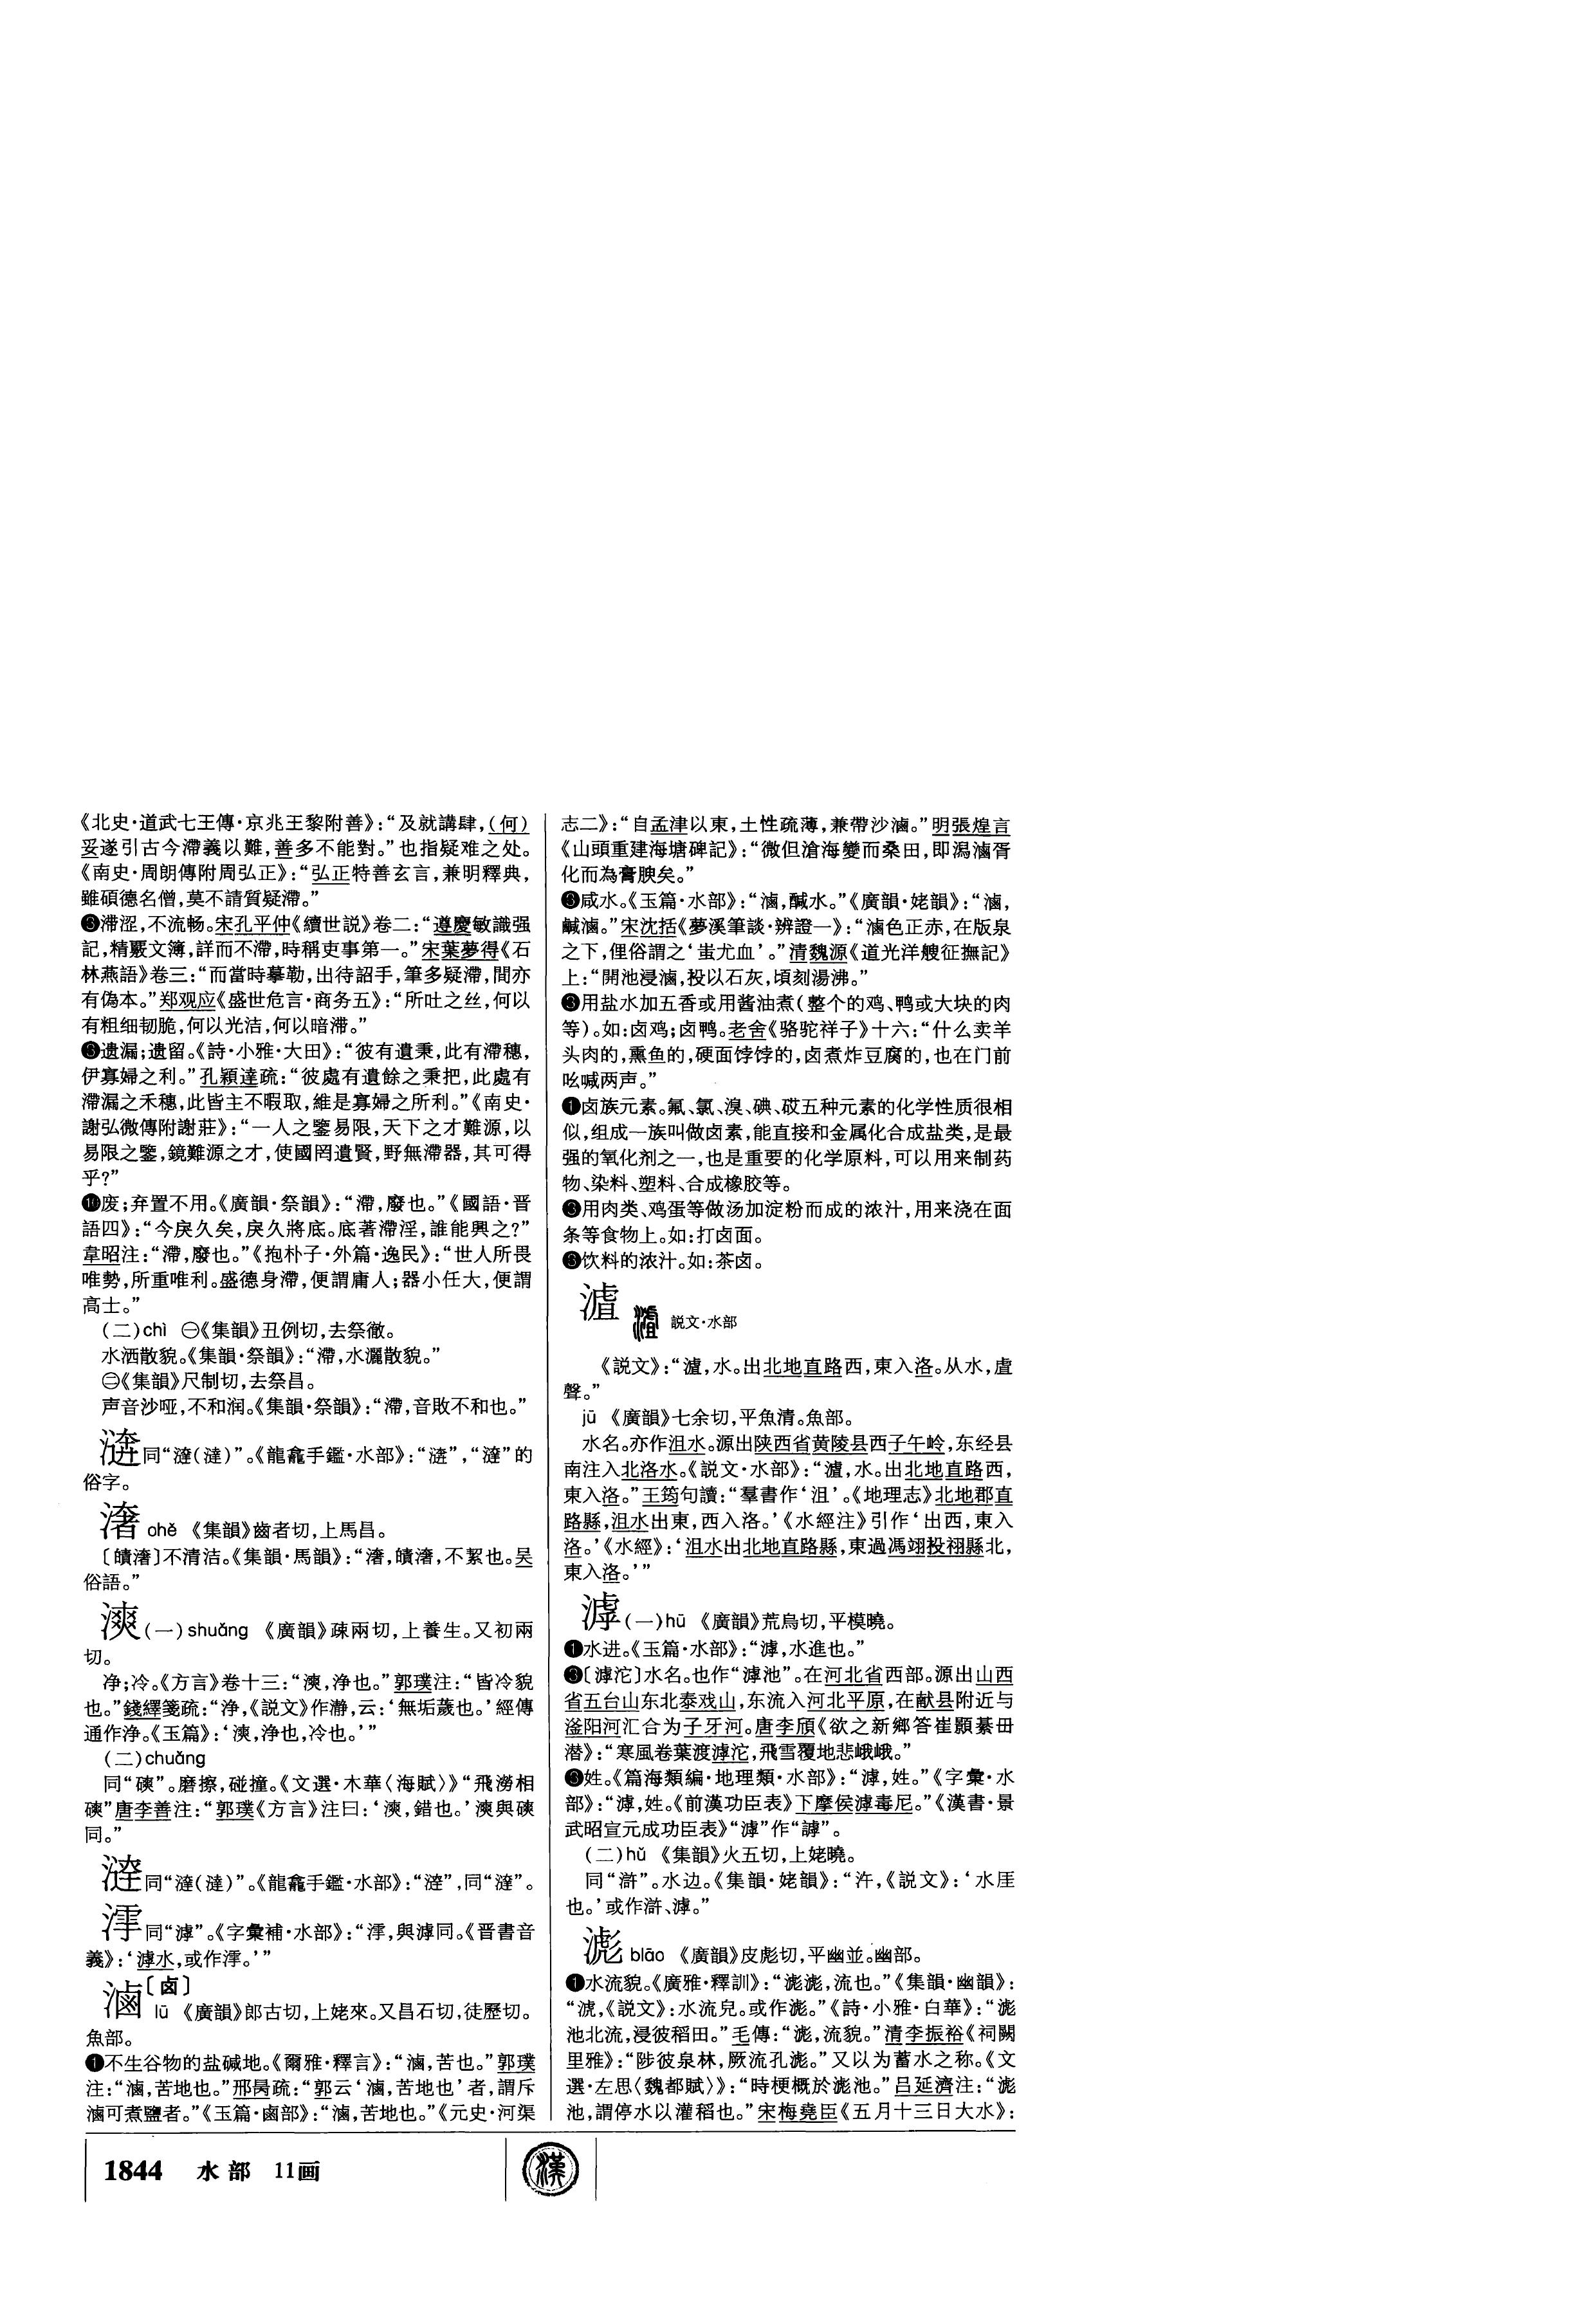 《北史·道武七王傳·京兆王黎附善》：“及就講肆，(何)
妥遂引古今滯義以難，善多不能對。”也指疑难之处。
《南史·周朗傳附周弘正》：“弘正特善玄言，兼明釋典，
雖碩德名僧，莫不請質疑滯。”
❸滞涩，不流畅。宋孔平仲《續世説》卷二：“遵慶敏識强
記，精覈文簿，詳而不滯，時稱吏事第一。”宋葉夢得《石
林燕語》卷三：“而當時摹勒，出待詔手，筆多疑滯，間亦
有偽本。”郑观应《盛世危言·商务五》：“所吐之丝，何以
有粗细韧脆，何以光洁，何以暗滞。”
❸遗漏；遗留。《詩·小雅·大田》：“彼有遺秉，此有滯穗，
伊寡婦之利。”孔穎達疏：“彼處有遺餘之秉把，此處有
滯漏之禾穗，此皆主不暇取，維是寡婦之所利。”《南史·
謝弘微傳附謝莊》：“一人之鑒易限，天下之才難源，以
易限之鑒，鏡難源之才，使國罔遺賢，野無滯器，其可得
乎？”
❿废；弃置不用。《廣韻·祭韻》：“滯，廢也。”《國語·晋
語四》：“今戾久矣，戾久將底。底著滯淫，誰能興之？”
韋昭注：“滯，廢也。”《抱朴子·外篇·逸民》：“世人所畏
唯勢，所重唯利。盛德身滯，便謂庸人；器小任大，便謂
高士。”
(二)chì ㊀《集韻》丑例切，去祭徹。
水洒散貌。《集韻·祭韻》：“滯，水灑散貌。”
㊁《集韻》尺制切，去祭昌。
声音沙哑，不和润。《集韻·祭韻》：“滯，音敗不和也。”
同“澾(澾)”。《龍龕手鑑·水部》：“”，“澾”的
俗字。
㵔 ohě 《集韻》齒者切，上馬昌。
〔㵔〕不清洁。《集韻·馬韻》：“㵔，㵔，不絜也。吴
俗語。”
漺(一)shuǎng 《廣韻》疎兩切，上養生。又初兩
切。
净；冷。《方言》卷十三：“漺，浄也。”郭璞注：“皆冷貌
也。”錢繹箋疏：“浄，《説文》作瀞，云：‘無垢薉也。’經傳
通作浄。《玉篇》：‘漺，浄也，冷也。’”
(二)chuǎng
同“磢”。磨擦，碰撞。《文選·木華〈海賦〉》“飛澇相
磢”唐李善注：“郭璞《方言》注曰：‘漺，錯也。’漺與磢
同。”
同“澾(澾)”。《龍龕手鑑·水部》：“”，同“澾”。
同“滹”。《字彙補·水部》：“，與滹同。《晋書音
義》：‘滹水，或作。’”
滷〔卤〕
lǔ 《廣韻》郎古切，上姥來。又昌石切，徒歷切。
魚部。
❶不生谷物的盐碱地。《爾雅·釋言》：“滷，苦也。”郭璞
注：“滷，苦地也。”邢昺疏：“郭云‘滷，苦地也’者，謂斥
滷可煮鹽者。”《玉篇·鹵部》：“滷，苦地也。”《元史·河渠
志二》：“自孟津以東，土性疏薄，兼帶沙滷。”明張煌言
《山頭重建海塘碑記》：“微但滄海變而桑田，即潟滷胥
化而為膏腴矣。”
❸咸水。《玉篇·水部》：“滷，醎水。”《廣韻·姥韻》：“滷，
鹹滷。”宋沈括《夢溪筆談·辨證一》：“滷色正赤，在版泉
之下，俚俗謂之‘蚩尤血’。”清魏源《道光洋艘征撫記》
上：“開池浸滷，投以石灰，頃刻湯沸。”
❸用盐水加五香或用酱油煮(整个的鸡、鸭或大块的肉
等)。如：卤鸡；卤鸭。老舍《骆驼祥子》十六：“什么卖羊
头肉的，熏鱼的，硬面饽饽的，卤煮炸豆腐的，也在门前
吆喊两声。”
❶卤族元素。氟、氯、溴、碘、砹五种元素的化学性质很相
似，组成一族叫做卤素，能直接和金属化合成盐类，是最
强的氧化剂之一，也是重要的化学原料，可以用来制药
物、染料、塑料、合成橡胶等。
❸用肉类、鸡蛋等做汤加淀粉而成的浓汁，用来浇在面
条等食物上。如：打卤面。
❸饮料的浓汁。如：茶卤。
㵀 説文·水部
《説文》：“㵀，水。出北地直路西，東入洛。从水，虘
聲。”
jū 《廣韻》七余切，平魚清。魚部。
水名。亦作沮水。源出陕西省黄陵县西子午岭，东经县
南注入北洛水。《説文·水部》：“㵀，水。出北地直路西，
東入洛。”王筠句讀：“羣書作‘沮’。《地理志》北地郡直
路縣，沮水出東，西入洛。’《水經注》引作‘出西，東入
洛。’《水經》：‘沮水出北地直路縣，東過馮翊祋祤縣北，
東入洛。’”
滹(一)hū 《廣韻》荒烏切，平模曉。
❶水进。《玉篇·水部》：“滹，水進也。”
❸〔滹沱〕水名。也作“滹池”。在河北省西部。源出山西
省五台山东北泰戏山，东流入河北平原，在献县附近与
滏阳河汇合为子牙河。唐李頎《欲之新鄉答崔顥綦毌
潜》：“寒風卷葉渡滹沱，飛雪覆地悲峨峨。”
❸姓。《篇海類編·地理類·水部》：“滹，姓。”《字彙·水
部》：“滹，姓。《前漢功臣表》下摩侯滹毒尼。”《漢書·景
武昭宣元成功臣表》“滹”作“謼”。
(二)hǔ 《集韻》火五切，上姥曉。
同“滸”。水边。《集韻·姥韻》：“汻，《説文》：‘水厓
也。’或作滸、滹。”
滮 biāo 《廣韻》皮彪切，平幽並。幽部。
❶水流貌。《廣雅·釋訓》：“滮滮，流也。”《集韻·幽韻》：
“淲，《説文》：水流皃。或作滮。”《詩·小雅·白華》：“滮
池北流，浸彼稻田。”毛傳：“滮，流貌。”清李振裕《祠闕
里雅》：“陟彼泉林，厥流孔滮。”又以为蓄水之称。《文
選·左思〈魏都賦〉》：“時梗概於滮池。”吕延濟注：“滮
池，謂停水以灌稻也。”宋梅堯臣《五月十三日大水》：
1844 水部 11画
漢